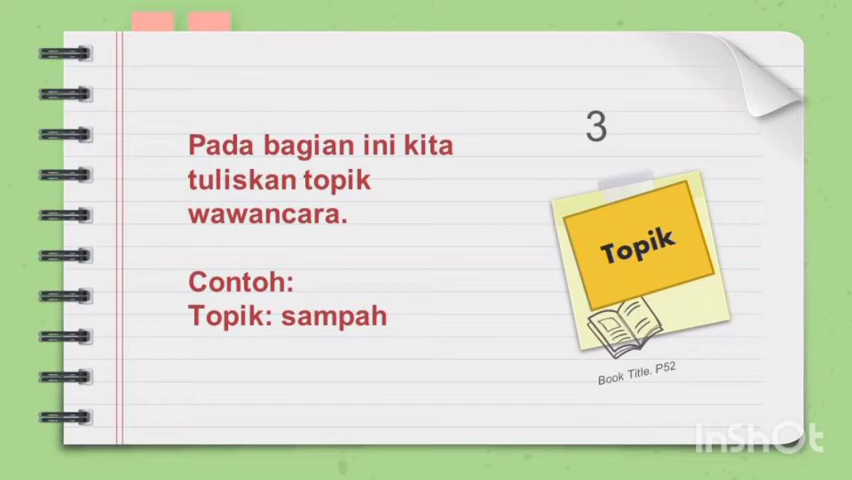 Pada bagian ini kita
tuliskan topik
wawancara.
Contoh:
Topik: sampah
3
Topik
Book Title. P52
InShOt